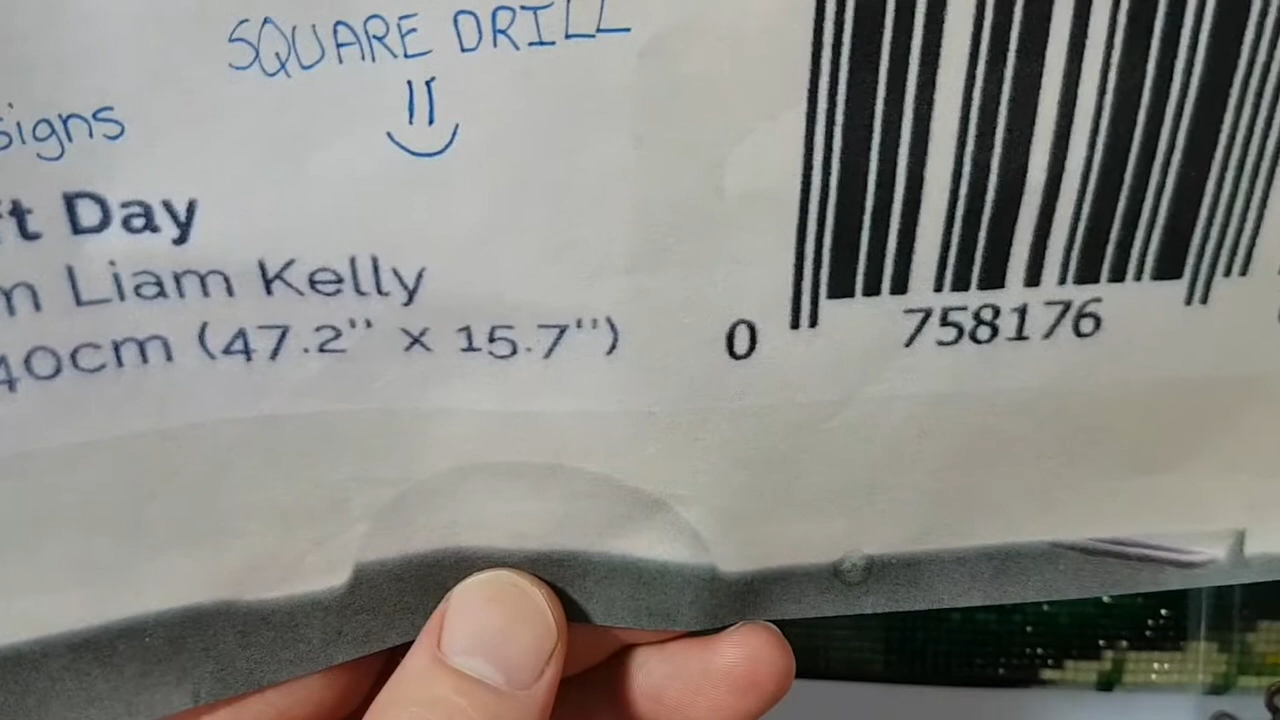 SQUARE DRILL
signs
t Day
m Liam Kelly
40cm (47.2" x 15.7")
0 758176